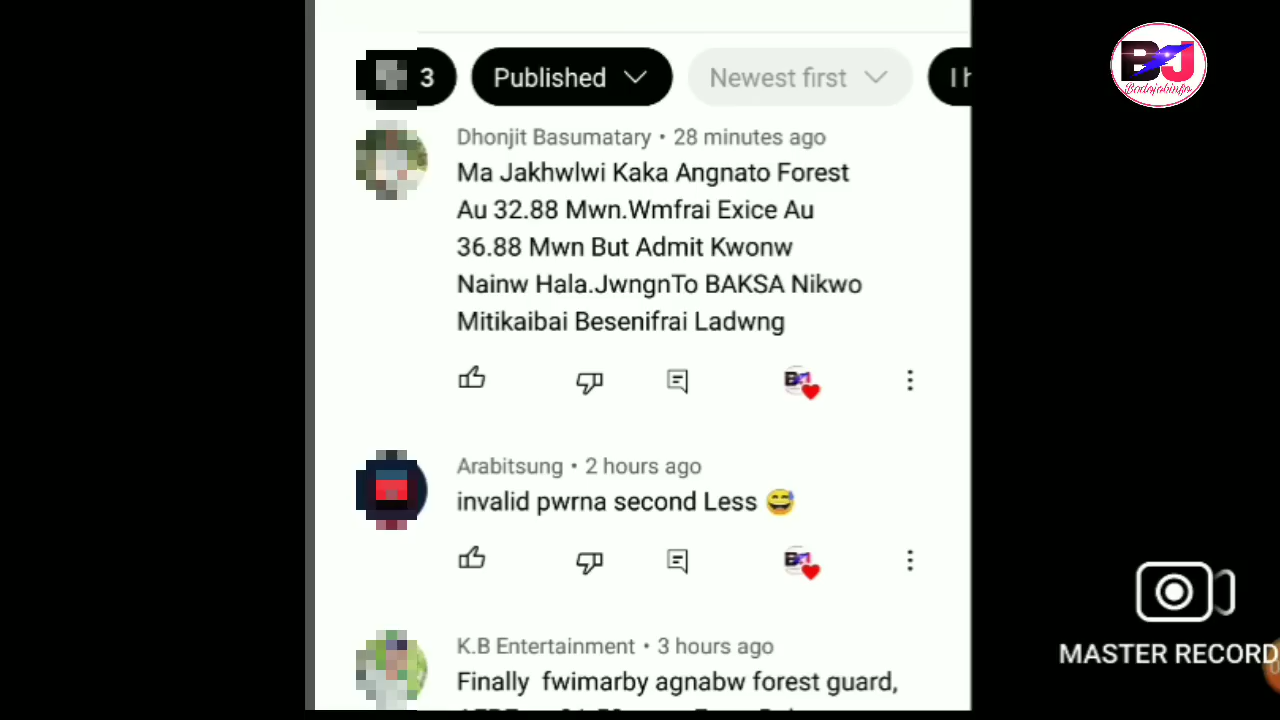 3
Published
Newest first
I h
BJ
Bodojobinfo
Dhonjit Basumatary • 28 minutes ago
Ma Jakhwlwi Kaka Angnato Forest
Au 32.88 Mwn.Wmfrai Exice Au
36.88 Mwn But Admit Kwonw
Nainw Hala.JwngnTo BAKSA Nikwo
Mitikaibai Besenifrai Ladwng
Arabitsung • 2 hours ago
invalid pwrna second Less 😅
K.B Entertainment • 3 hours ago
Finally fwimarby agnabw forest guard,
MASTER RECORD